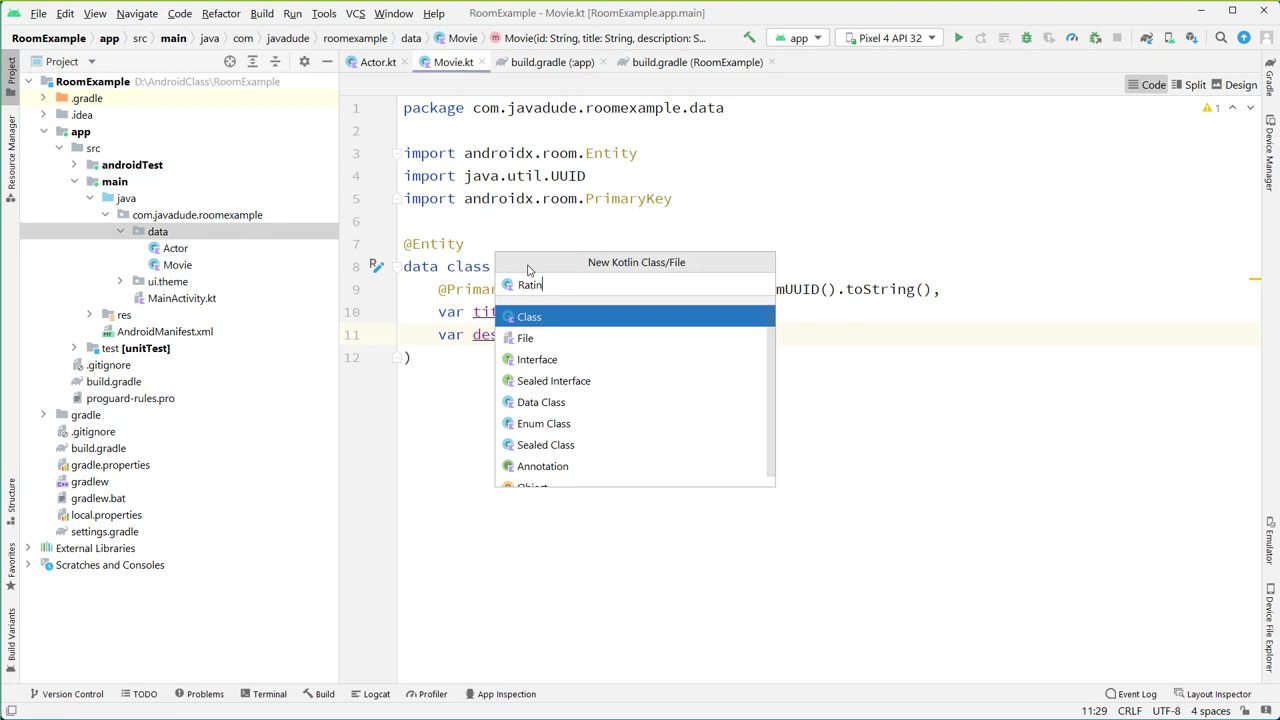 File Edit View Navigate Code Refactor Build Run Tools VCS Window Help RoomExample - Movie.kt [RoomExample.app.main]
RoomExample app src main java com javadude roomexample data Movie Movie(id: String, title: String, description: S... app Pixel 4 API 32
Project Actor.kt Movie.kt build.gradle (:app) build.gradle (RoomExample)
Code Split Design
RoomExample D:\AndroidClass\RoomExample
.gradle
.idea
app
src
androidTest
main
java
com.javadude.roomexample
data
Actor
Movie
ui.theme
MainActivity.kt
res
AndroidManifest.xml
test [unitTest]
.gitignore
build.gradle
proguard-rules.pro
gradle
.gitignore
build.gradle
gradle.properties
gradlew
gradlew.bat
local.properties
settings.gradle
External Libraries
Scratches and Consoles
1 package com.javadude.roomexample.data
1
2
3 import androidx.room.Entity
4 import java.util.UUID
5 import androidx.room.PrimaryKey
6
7 @Entity
8 data class
9 @Primar mUUID().toString(),
10 var tit
11 var des
12 )
New Kotlin Class/File
Ratin
Class
File
Interface
Sealed Interface
Data Class
Enum Class
Sealed Class
Annotation
Object
Project
Resource Manager
Structure
Favorites
Build Variants
Gradle
Device Manager
Emulator
Device File Explorer
Version Control TODO Problems Terminal Build Logcat Profiler App Inspection Event Log Layout Inspector
11:29 CRLF UTF-8 4 spaces